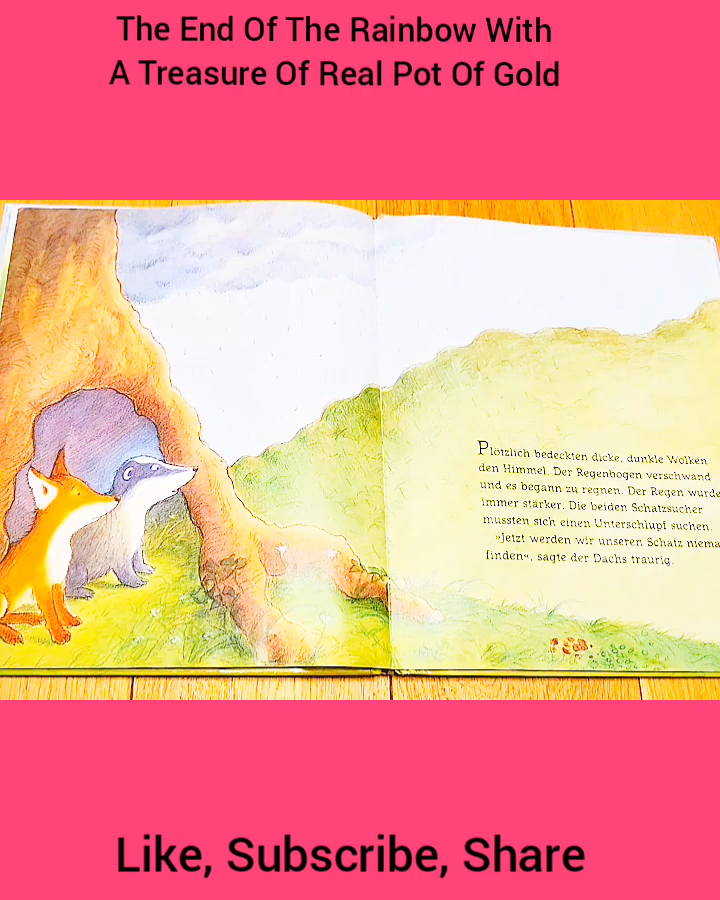 The End Of The Rainbow With
A Treasure Of Real Pot Of Gold
Plötzlich bedeckten dicke, dunkle Wolken
den Himmel. Der Regenbogen verschwand
und es begann zu regnen. Der Regen wurde
immer stärker. Die beiden Schatzsucher
mussten sich einen Unterschlupf suchen.
»Jetzt werden wir unseren Schatz niema
finden«, sagte der Dachs traurig.
Like, Subscribe, Share